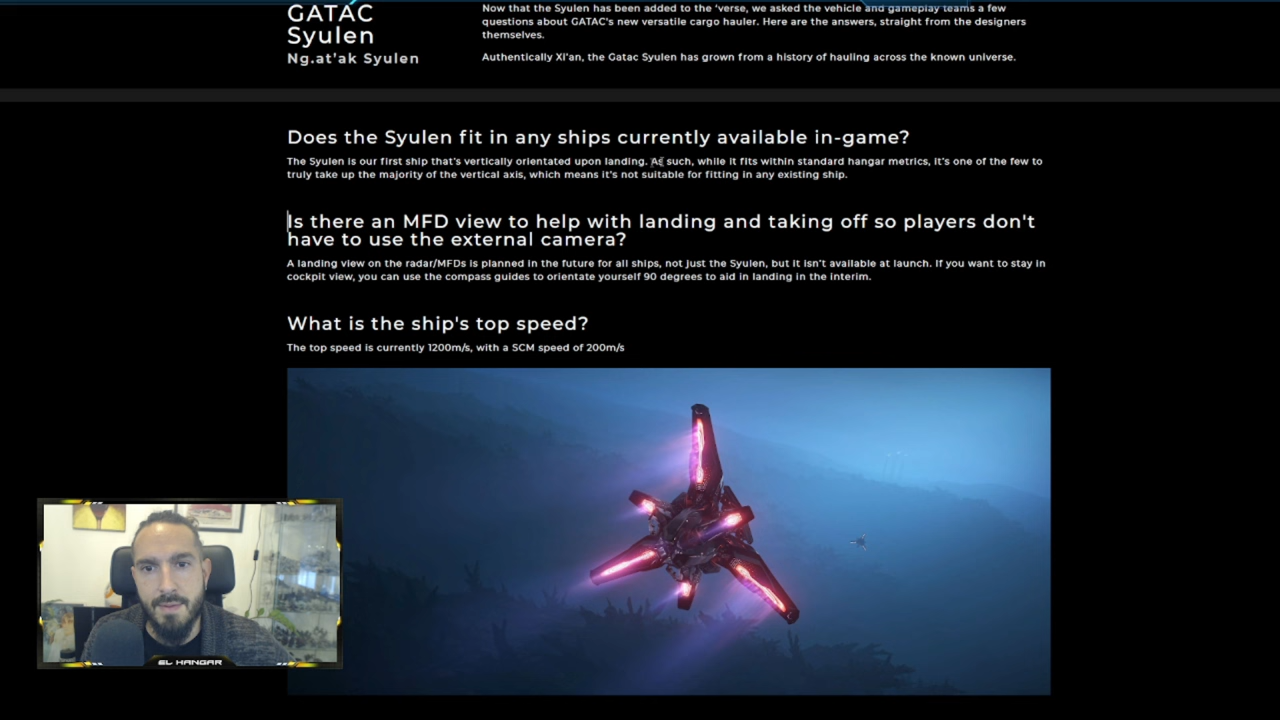 GATAC
Syulen
Ng.at'ak Syulen
Now that the Syulen has been added to the 'verse, we asked the vehicle and gameplay teams a few
questions about GATAC's new versatile cargo hauler. Here are the answers, straight from the designers
themselves.
Authentically Xi'an, the Gatac Syulen has grown from a history of hauling across the known universe.
Does the Syulen fit in any ships currently available in-game?
The Syulen is our first ship that's vertically orientated upon landing. As such, while it fits within standard hangar metrics, it's one of the few to
truly take up the majority of the vertical axis, which means it's not suitable for fitting in any existing ship.
Is there an MFD view to help with landing and taking off so players don't
have to use the external camera?
A landing view on the radar/MFDs is planned in the future for all ships, not just the Syulen, but it isn't available at launch. If you want to stay in
cockpit view, you can use the compass guides to orientate yourself 90 degrees to aid in landing in the interim.
What is the ship's top speed?
The top speed is currently 1200m/s, with a SCM speed of 200m/s
EL HANGAR